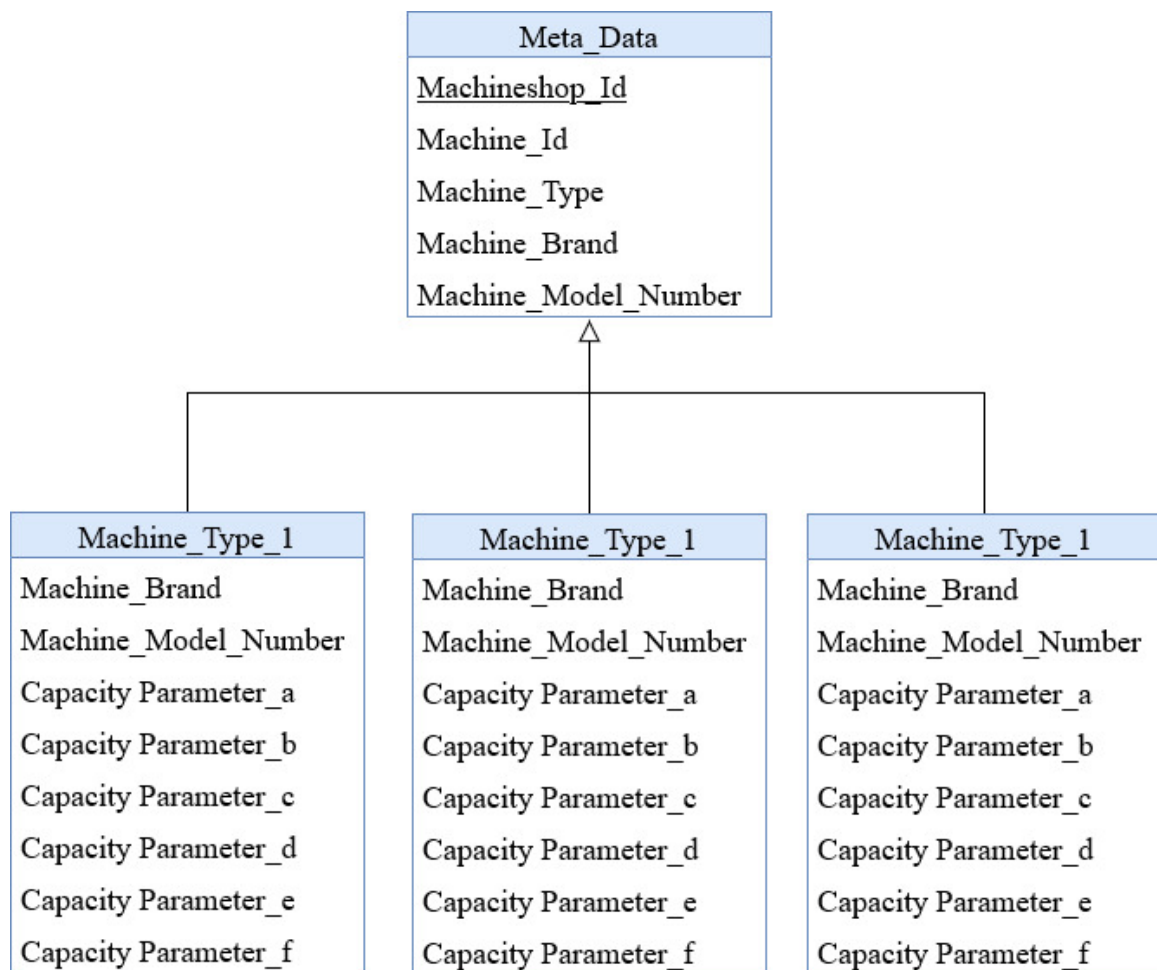 Meta_Data
Machineshop_Id
Machine_Id
Machine_Type
Machine_Brand
Machine_Model_Number
Machine_Type_1
Machine_Brand
Machine_Model_Number
Capacity Parameter_a
Capacity Parameter_b
Capacity Parameter_c
Capacity Parameter_d
Capacity Parameter_e
Capacity Parameter_f
Machine_Type_1
Machine_Brand
Machine_Model_Number
Capacity Parameter_a
Capacity Parameter_b
Capacity Parameter_c
Capacity Parameter_d
Capacity Parameter_e
Capacity Parameter_f
Machine_Type_1
Machine_Brand
Machine_Model_Number
Capacity Parameter_a
Capacity Parameter_b
Capacity Parameter_c
Capacity Parameter_d
Capacity Parameter_e
Capacity Parameter_f